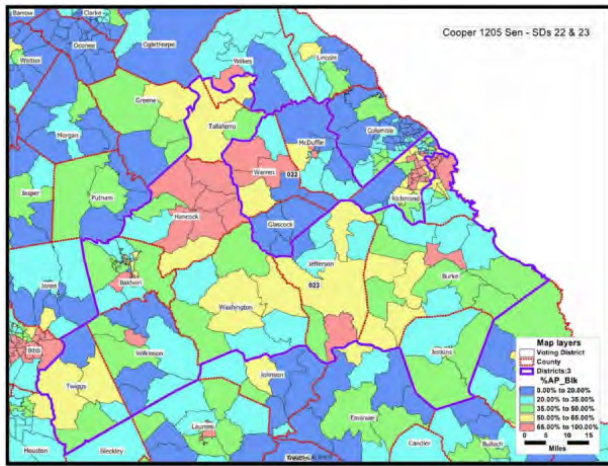 Cooper 1205 Sen - SDs 22 & 23
Barrow
Clarke
Oconee
Oglethorpe
Walton
Wilkes
Lincoln
Greene
Morgan
Taliaferro
McDuffie
Columbia
Warren
022
Jasper
Putnam
Hancock
Richmond
Glascock
Jones
Baldwin
Jefferson
Burke
Washington
023
Bibb
Wilkinson
Jenkins
Twiggs
Johnson
Emanuel
Laurens
Houston
Bleckley
Candler
Bulloch
Map layers
Voting District
County
Districts:3
%AP_Blk
0.00% to 20.00%
20.00% to 35.00%
35.00% to 50.00%
50.00% to 65.00%
65.00% to 100.00%
0 5 10 15
Miles